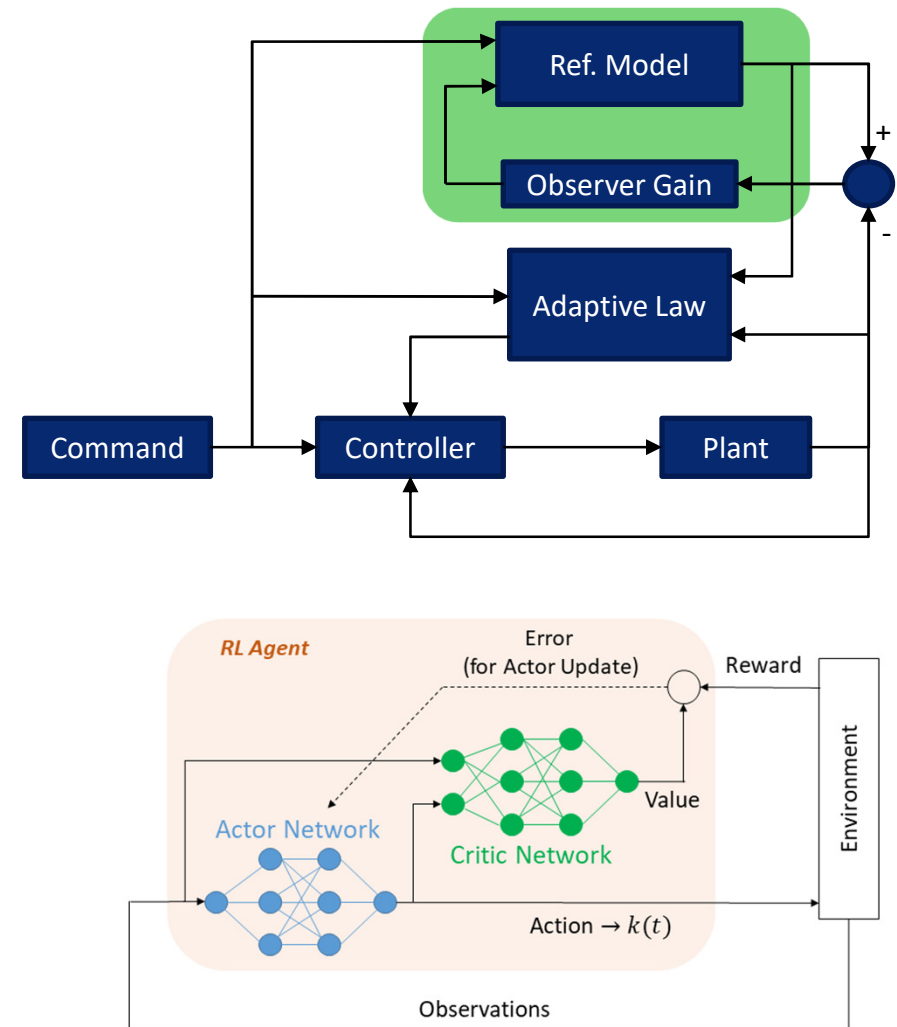 Ref. Model
+
Observer Gain
-
Adaptive Law
Command
Controller
Plant
RL Agent
Error
(for Actor Update)
Reward
Environment
Value
Actor Network
Critic Network
Action → k(t)
Observations